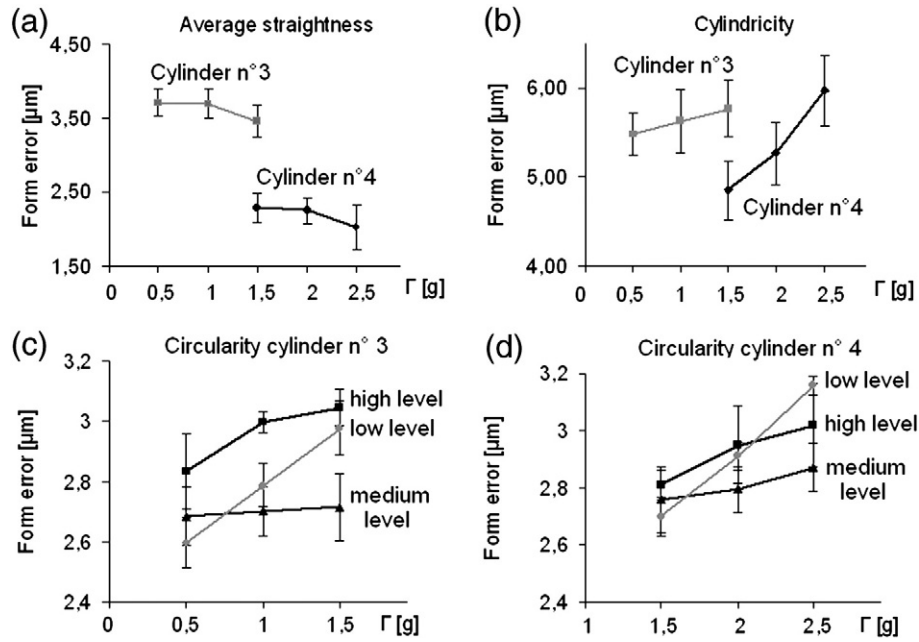 (a)
Average straightness
4,50
3,50
2,50
1,50
Form error [µm]
Cylinder n°3
Cylinder n°4
0 0,5 1 1,5 2 2,5 Γ [g]
(b)
Cylindricity
6,00
5,00
4,00
Form error [µm]
Cylinder n°3
Cylinder n°4
0 0,5 1 1,5 2 2,5 Γ [g]
(c)
Circularity cylinder n° 3
3,2
3
2,8
2,6
2,4
Form error [µm]
high level
low level
medium
level
0 0,5 1 1,5 Γ [g]
(d)
Circularity cylinder n° 4
3,2
3
2,8
2,6
2,4
Form error [µm]
low level
high level
medium
level
1 1,5 2 2,5 Γ [g]